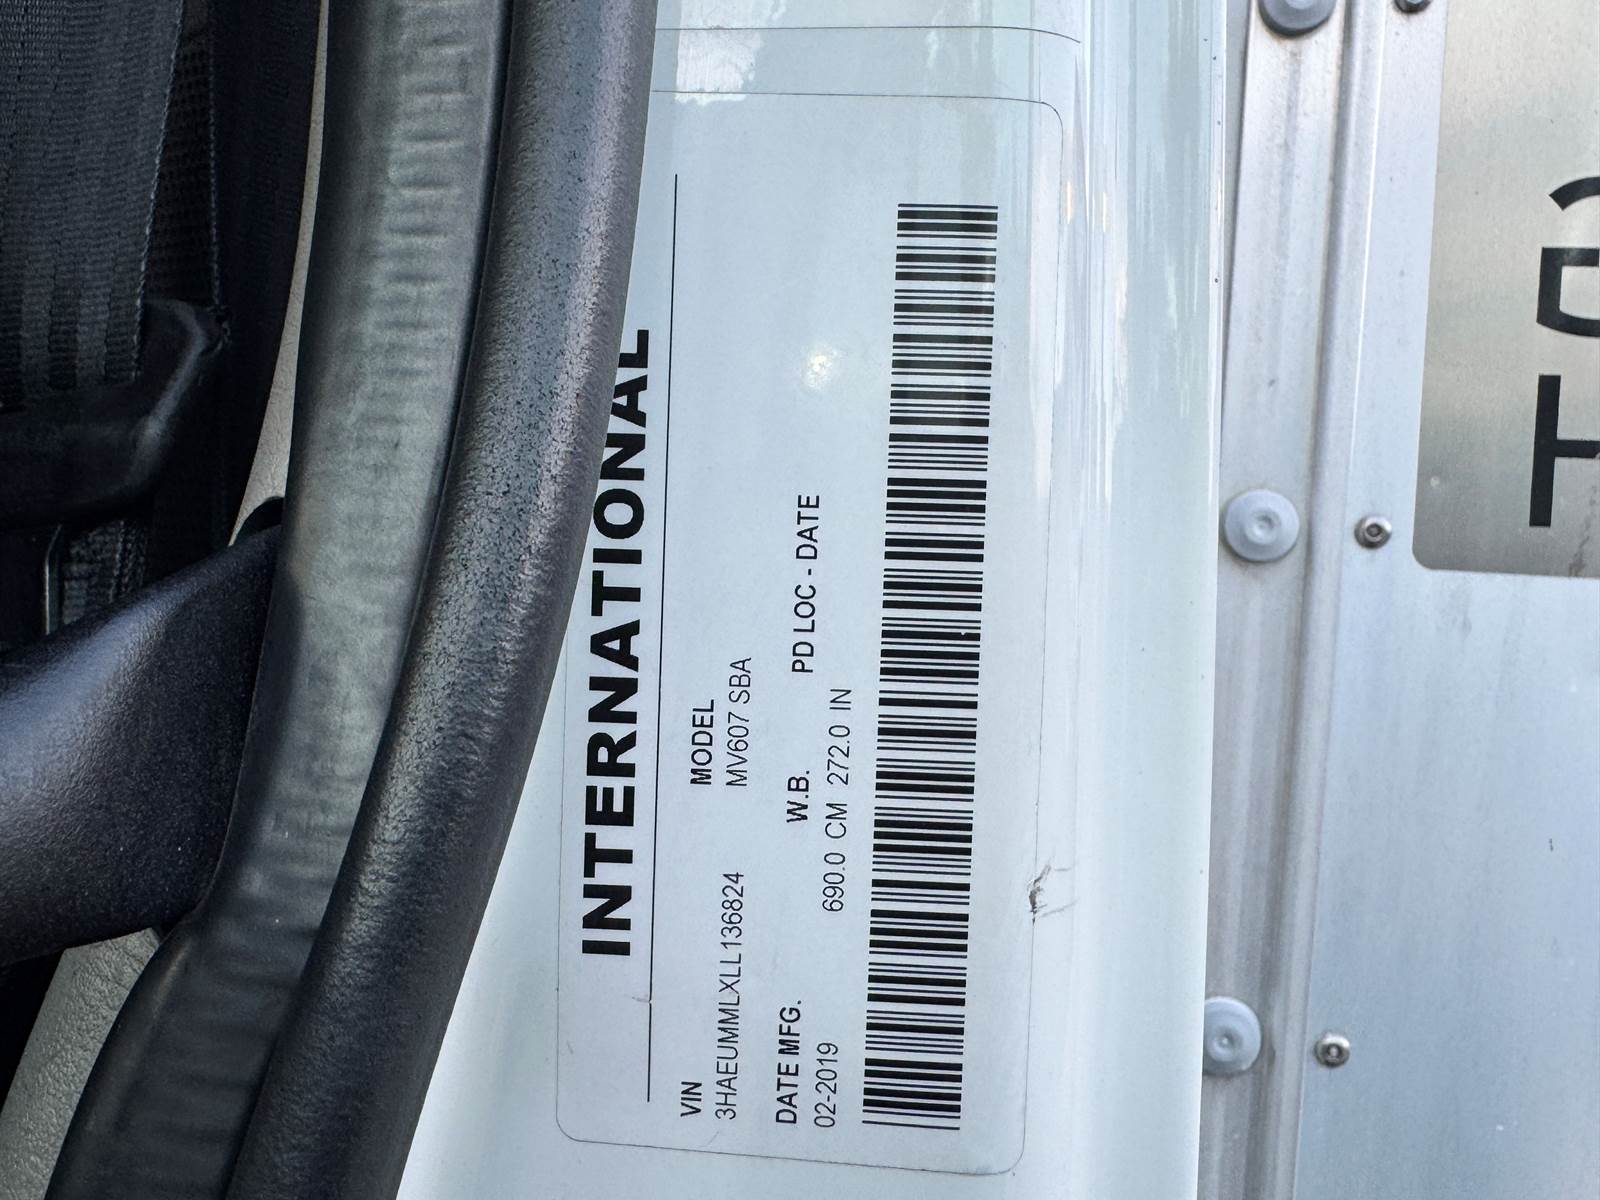 INTERNATIONAL
VIN MODEL
3HAEUMMLXLL136824 MV607 SBA
DATE MFG. W.B. PD LOC - DATE
02-2019 690.0 CM 272.0 IN